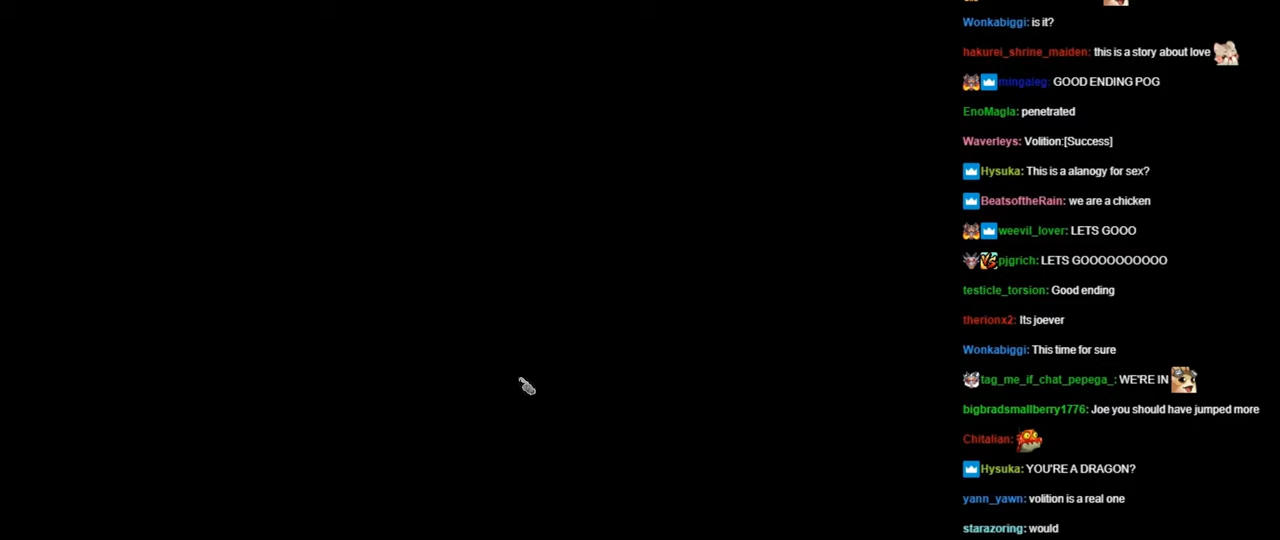 Wonkabiggi: is it?
hakurei_shrine_maiden: this is a story about love
mingaleg: GOOD ENDING POG
EnoMagla: penetrated
Waverleys: Volition:[Success]
Hysuka: This is a alanogy for sex?
BeatsoftheRain: we are a chicken
weevil_lover: LETS GOOO
pjgrich: LETS GOOOOOOOOOO
testicle_torsion: Good ending
therionx2: Its joever
Wonkabiggi: This time for sure
tag_me_if_chat_pepega_: WE'RE IN
bigbradsmallberry1776: Joe you should have jumped more
Chitalian:
Hysuka: YOU'RE A DRAGON?
yann_yawn: volition is a real one
starazoring: would